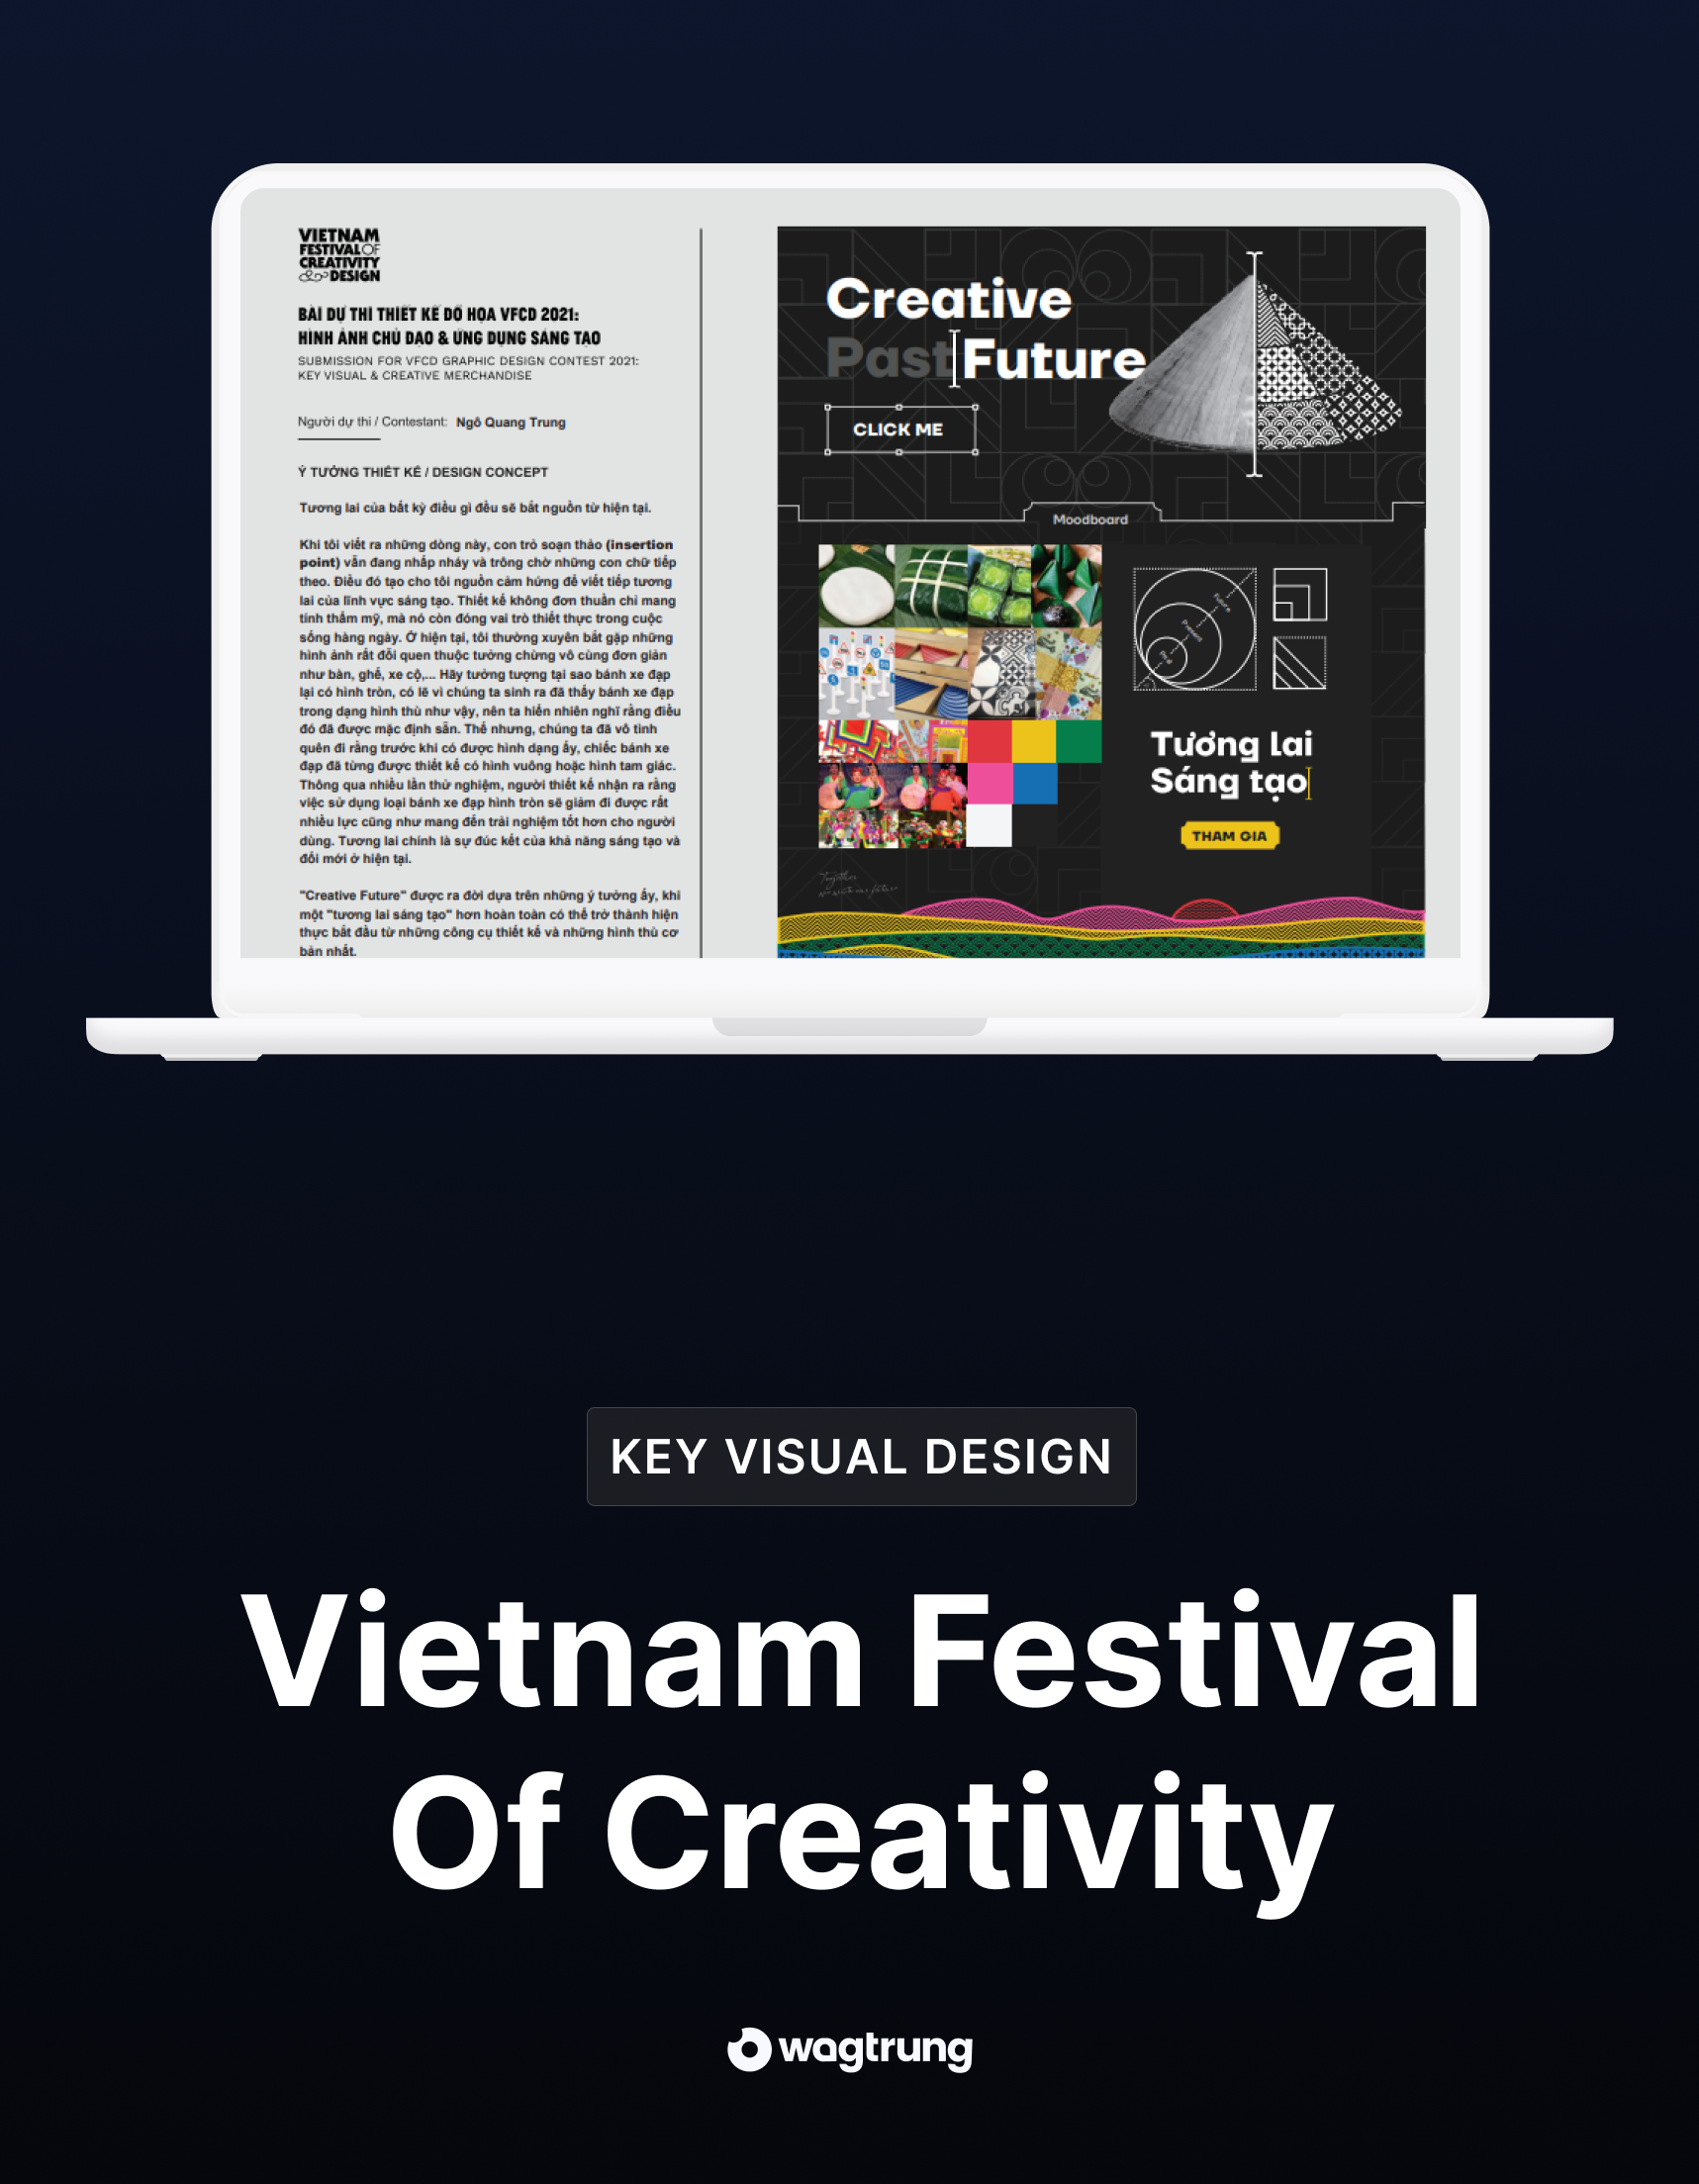 VIETNAM
FESTIVAL OF
CREATIVITY
& DESIGN
BÀI DỰ THI THIẾT KẾ ĐỒ HỌA VFCD 2021:
HÌNH ẢNH CHỦ ĐẠO & ỨNG DỤNG SÁNG TẠO
SUBMISSION FOR VFCD GRAPHIC DESIGN CONTEST 2021:
KEY VISUAL & CREATIVE MERCHANDISE
Người dự thi / Contestant: Ngô Quang Trung
Ý TƯỞNG THIẾT KẾ / DESIGN CONCEPT
Tương lai của bất kỳ điều gì đều sẽ bắt nguồn từ hiện tại.
Khi tôi viết ra những dòng này, con trỏ soạn thảo (insertion
point) vẫn đang nhấp nháy và trông chờ những con chữ tiếp
theo. Điều đó tạo cho tôi nguồn cảm hứng để viết tiếp tương
lai của lĩnh vực sáng tạo. Thiết kế không đơn thuần chỉ mang
tính thẩm mỹ, mà nó còn đóng vai trò thiết thực trong cuộc
sống hàng ngày. Ở hiện tại, tôi thường xuyên bắt gặp những
hình ảnh rất đỗi quen thuộc tưởng chừng vô cùng đơn giản
như bàn, ghế, xe cộ,... Hãy tưởng tượng tại sao bánh xe đạp
lại có hình tròn, có lẽ vì chúng ta sinh ra đã thấy bánh xe đạp
trong dạng hình thù như vậy, nên ta hiển nhiên nghĩ rằng điều
đó đã được mặc định sẵn. Thế nhưng, chúng ta đã vô tình
quên đi rằng trước khi có được hình dạng ấy, chiếc bánh xe
đạp đã từng được thiết kế có hình vuông hoặc hình tam giác.
Thông qua nhiều lần thử nghiệm, người thiết kế nhận ra rằng
việc sử dụng loại bánh xe đạp hình tròn sẽ giảm đi được rất
nhiều lực cũng như mang đến trải nghiệm tốt hơn cho người
dùng. Tương lai chính là sự đúc kết của khả năng sáng tạo và
đổi mới ở hiện tại.
"Creative Future" được ra đời dựa trên những ý tưởng ấy, khi
một "tương lai sáng tạo" hơn hoàn toàn có thể trở thành hiện
thực bắt đầu từ những công cụ thiết kế và những hình thù cơ
bản nhất.
Creative
Past Future
CLICK ME
Moodboard
Future
Present
Past
Tương lai
Sáng tạo
THAM GIA
Together
we write our future
KEY VISUAL DESIGN
Vietnam Festival
Of Creativity
wagtrung